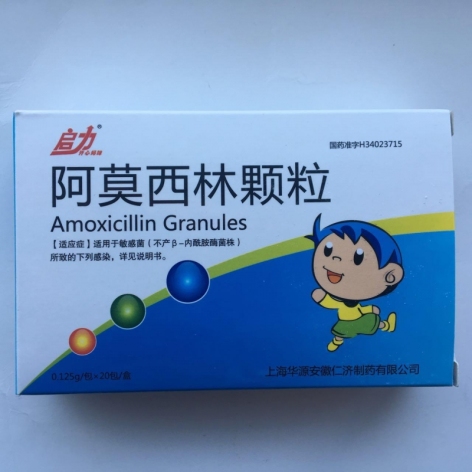 启力®
国药准字H34023715
阿莫西林颗粒
Amoxicillin Granules
【适应症】适用于敏感菌（不产β-内酰胺酶菌株）
所致的下列感染，详见说明书。
0.125g/包×20包/盒
上海华源安徽仁济制药有限公司